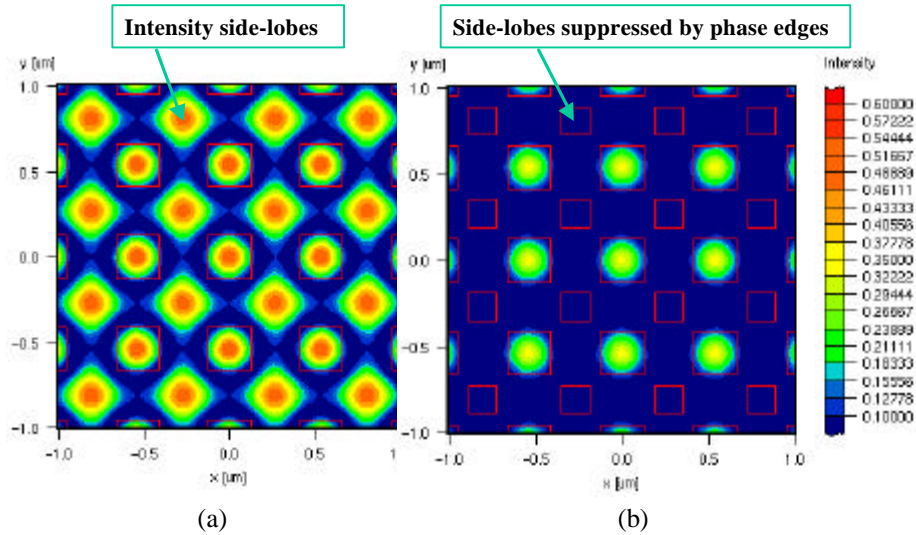 Intensity side-lobes
Side-lobes suppressed by phase edges
y [um]
1.0
0.5
0.0
-0.5
-1.0
-1.0 -0.5 0.0 0.5 1
x [um]
(a)
y [um]
1.0
0.5
0.0
-0.5
-1.0
-1.0 -0.5 0.0 0.5 1.0
x [um]
(b)
Intensity
0.60000
0.57222
0.54444
0.51667
0.48889
0.46111
0.43333
0.40556
0.37778
0.35000
0.32222
0.29444
0.26667
0.23889
0.21111
0.18333
0.15556
0.12778
0.10000